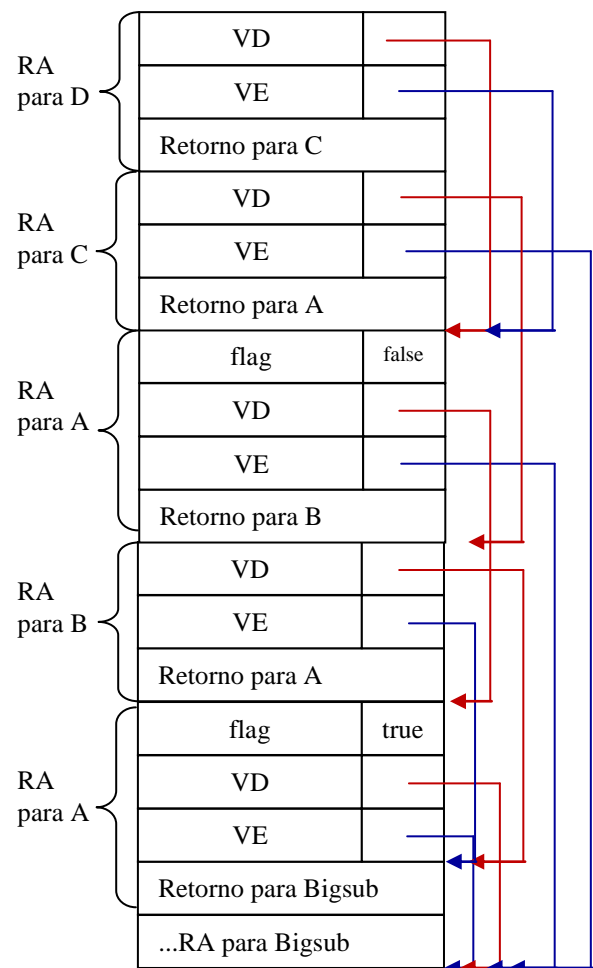 VD
RA
para D
VE
Retorno para C
VD
RA
para C
VE
Retorno para A
flag false
RA
para A
VD
VE
Retorno para B
VD
RA
para B
VE
Retorno para A
flag true
RA
para A
VD
VE
Retorno para Bigsub
...RA para Bigsub